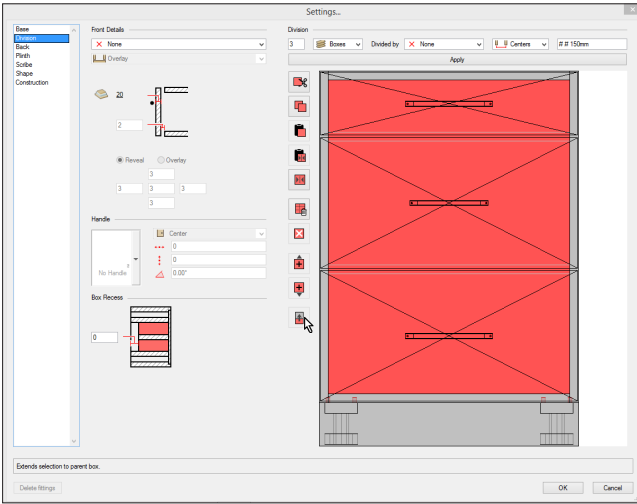 Settings...
Base
Division
Back
Plinth
Scribe
Shape
Construction
Front Details
None
Overlay
20
2
Reveal Overlay
3
3 3 3
3
Handle
No Handle
Center
0
0
0.00°
Box Recess
0
Division
3 Boxes Divided by None Centers # # 150mm
Apply
Extends selection to parent box.
Delete fittings
OK Cancel